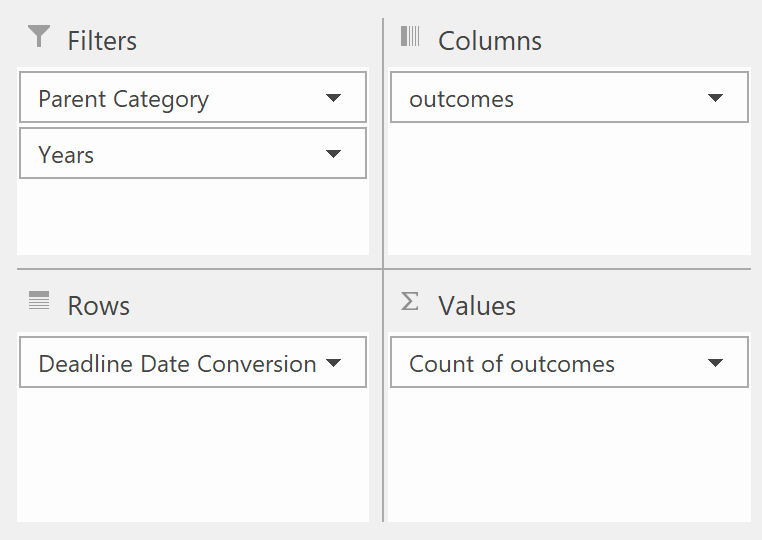 Filters
Parent Category
Years
Columns
outcomes
Rows
Deadline Date Conversion
Σ Values
Count of outcomes